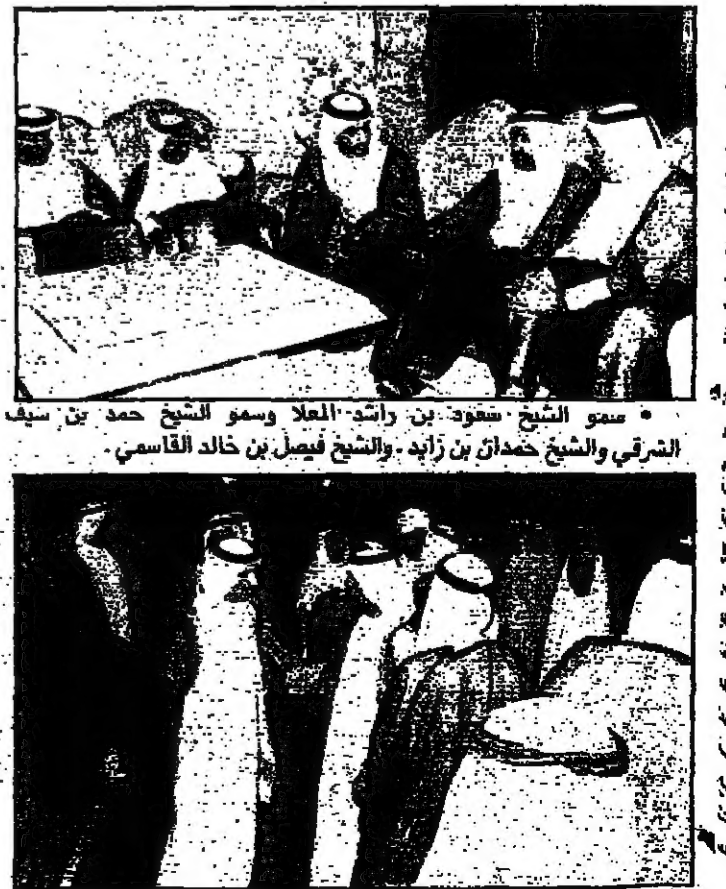 • سمو الشيخ سعود بن راشد المعلا وسمو الشيخ حمد بن سيف
الشرقي والشيخ حمدان بن زايد . والشيخ فيصل بن خالد القاسمي .